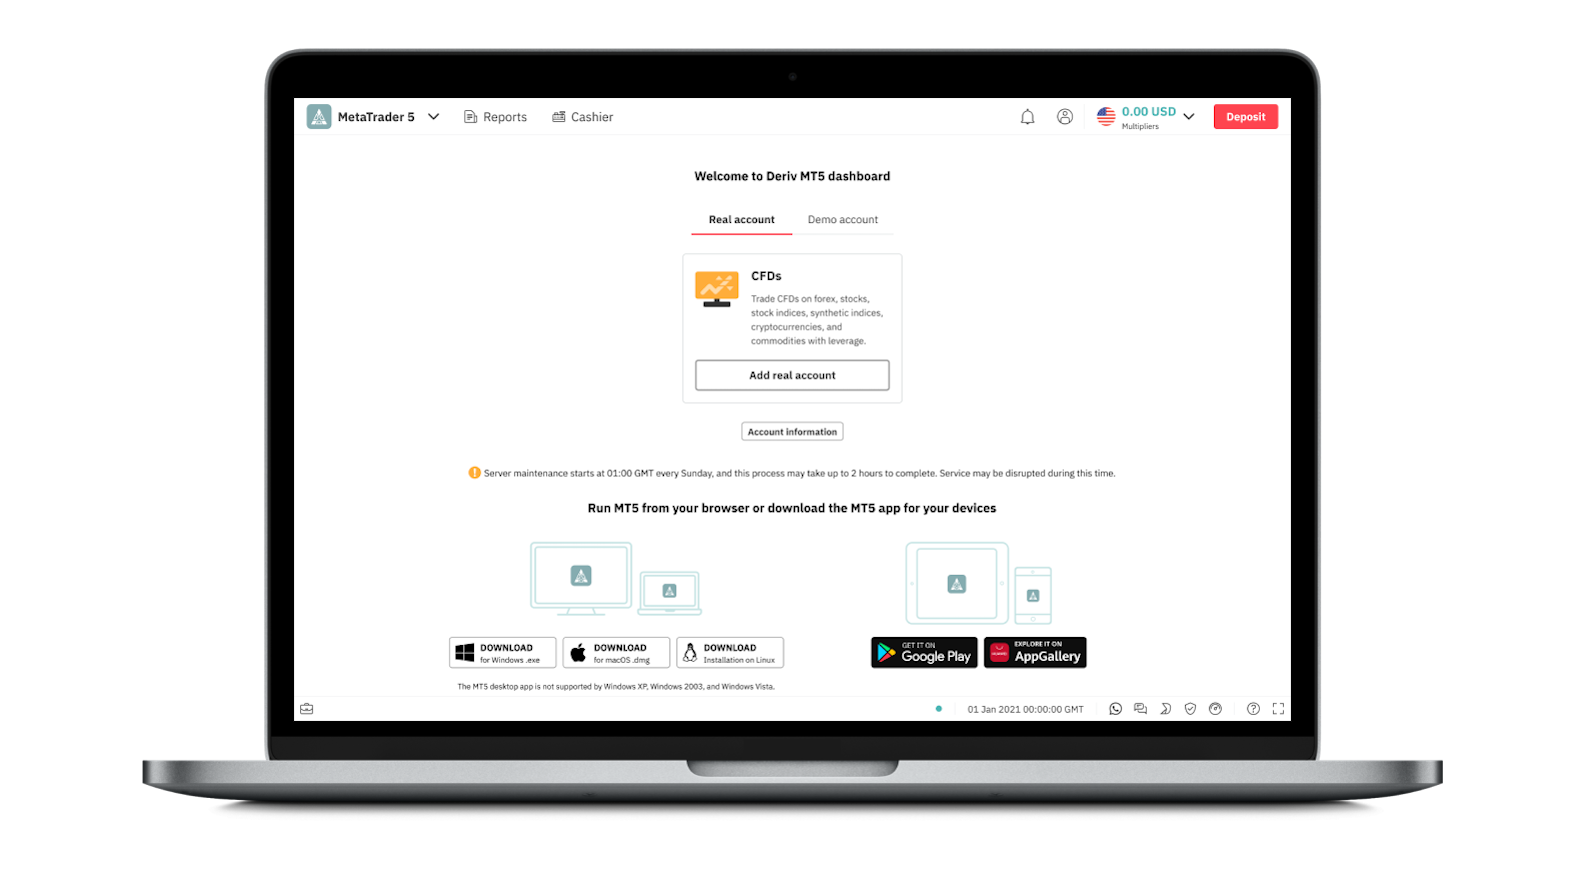 MetaTrader 5
Reports
Cashier
0.00 USD
Multipliers
Deposit
Welcome to Deriv MT5 dashboard
Real account
Demo account
CFDs
Trade CFDs on forex, stocks,
stock indices, synthetic indices,
cryptocurrencies, and
commodities with leverage.
Add real account
Account information
Server maintenance starts at 01:00 GMT every Sunday, and this process may take up to 2 hours to complete. Service may be disrupted during this time.
Run MT5 from your browser or download the MT5 app for your devices
DOWNLOAD
for Windows .exe
DOWNLOAD
for macOS .dmg
DOWNLOAD
Installation on Linux
GET IT ON
Google Play
EXPLORE IT ON
AppGallery
The MT5 desktop app is not supported by Windows XP, Windows 2003, and Windows Vista.
01 Jan 2021 00:00:00 GMT